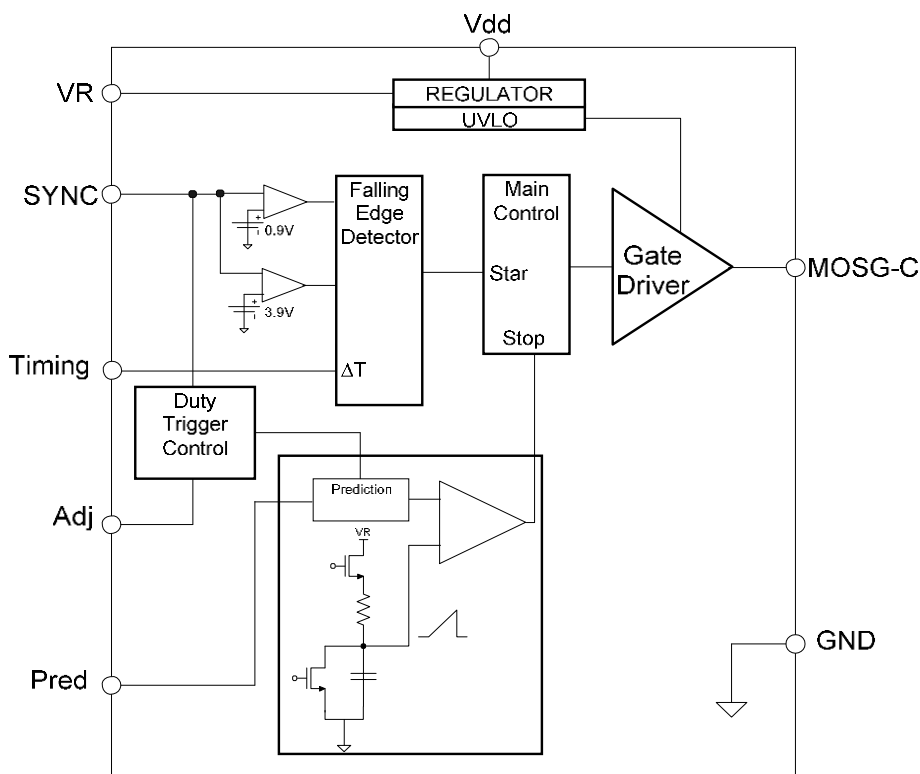 Vdd
VR
REGULATOR
UVLO
SYNC
0.9V
3.9V
Falling
Edge
Detector
ΔT
Main
Control
Star
Stop
Gate
Driver
MOSG-C
Timing
Duty
Trigger
Control
Adj
Prediction
VR
Pred
GND